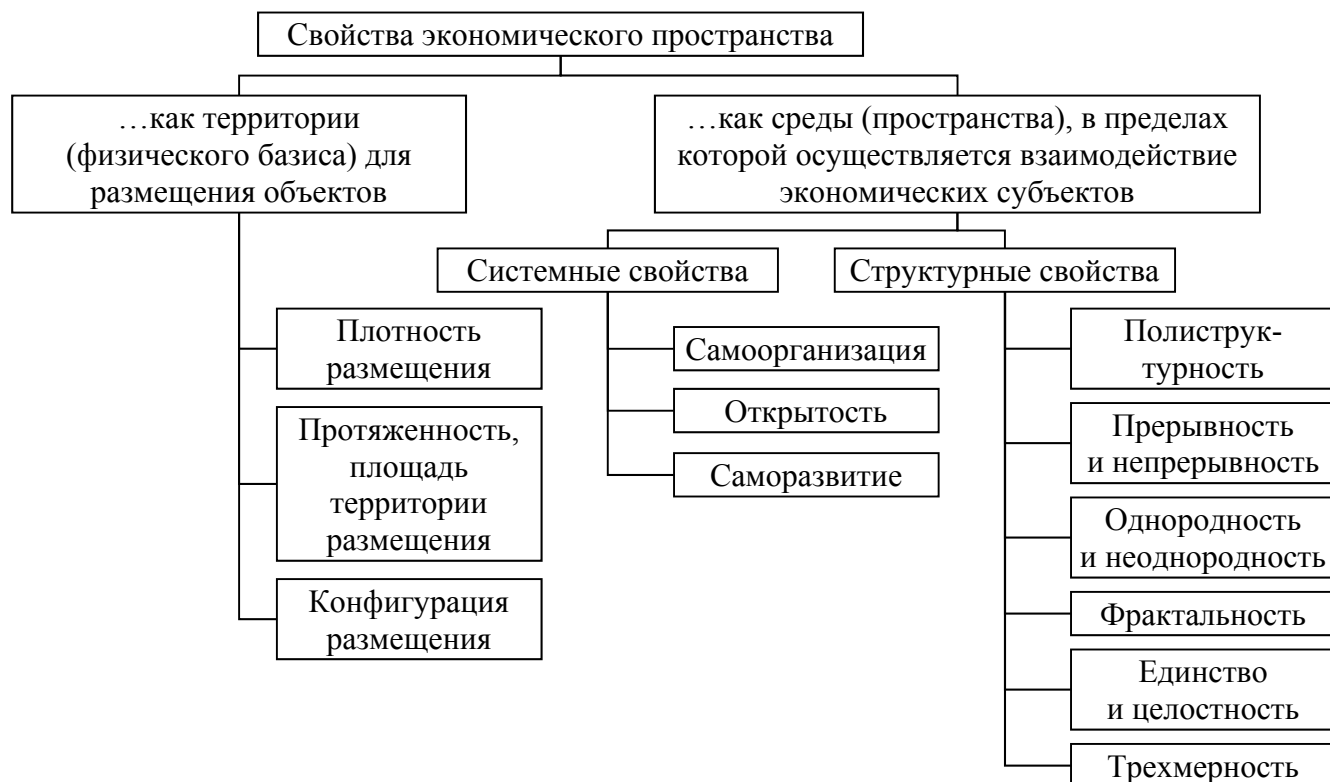 Свойства экономического пространства
…как территории
(физического базиса) для
размещения объектов
…как среды (пространства), в пределах
которой осуществляется взаимодействие
экономических субъектов
Системные свойства
Структурные свойства
Плотность
размещения
Протяженность,
площадь
территории
размещения
Конфигурация
размещения
Самоорганизация
Открытость
Саморазвитие
Полиструк-
турность
Прерывность
и непрерывность
Однородность
и неоднородность
Фрактальность
Единство
и целостность
Трехмерность